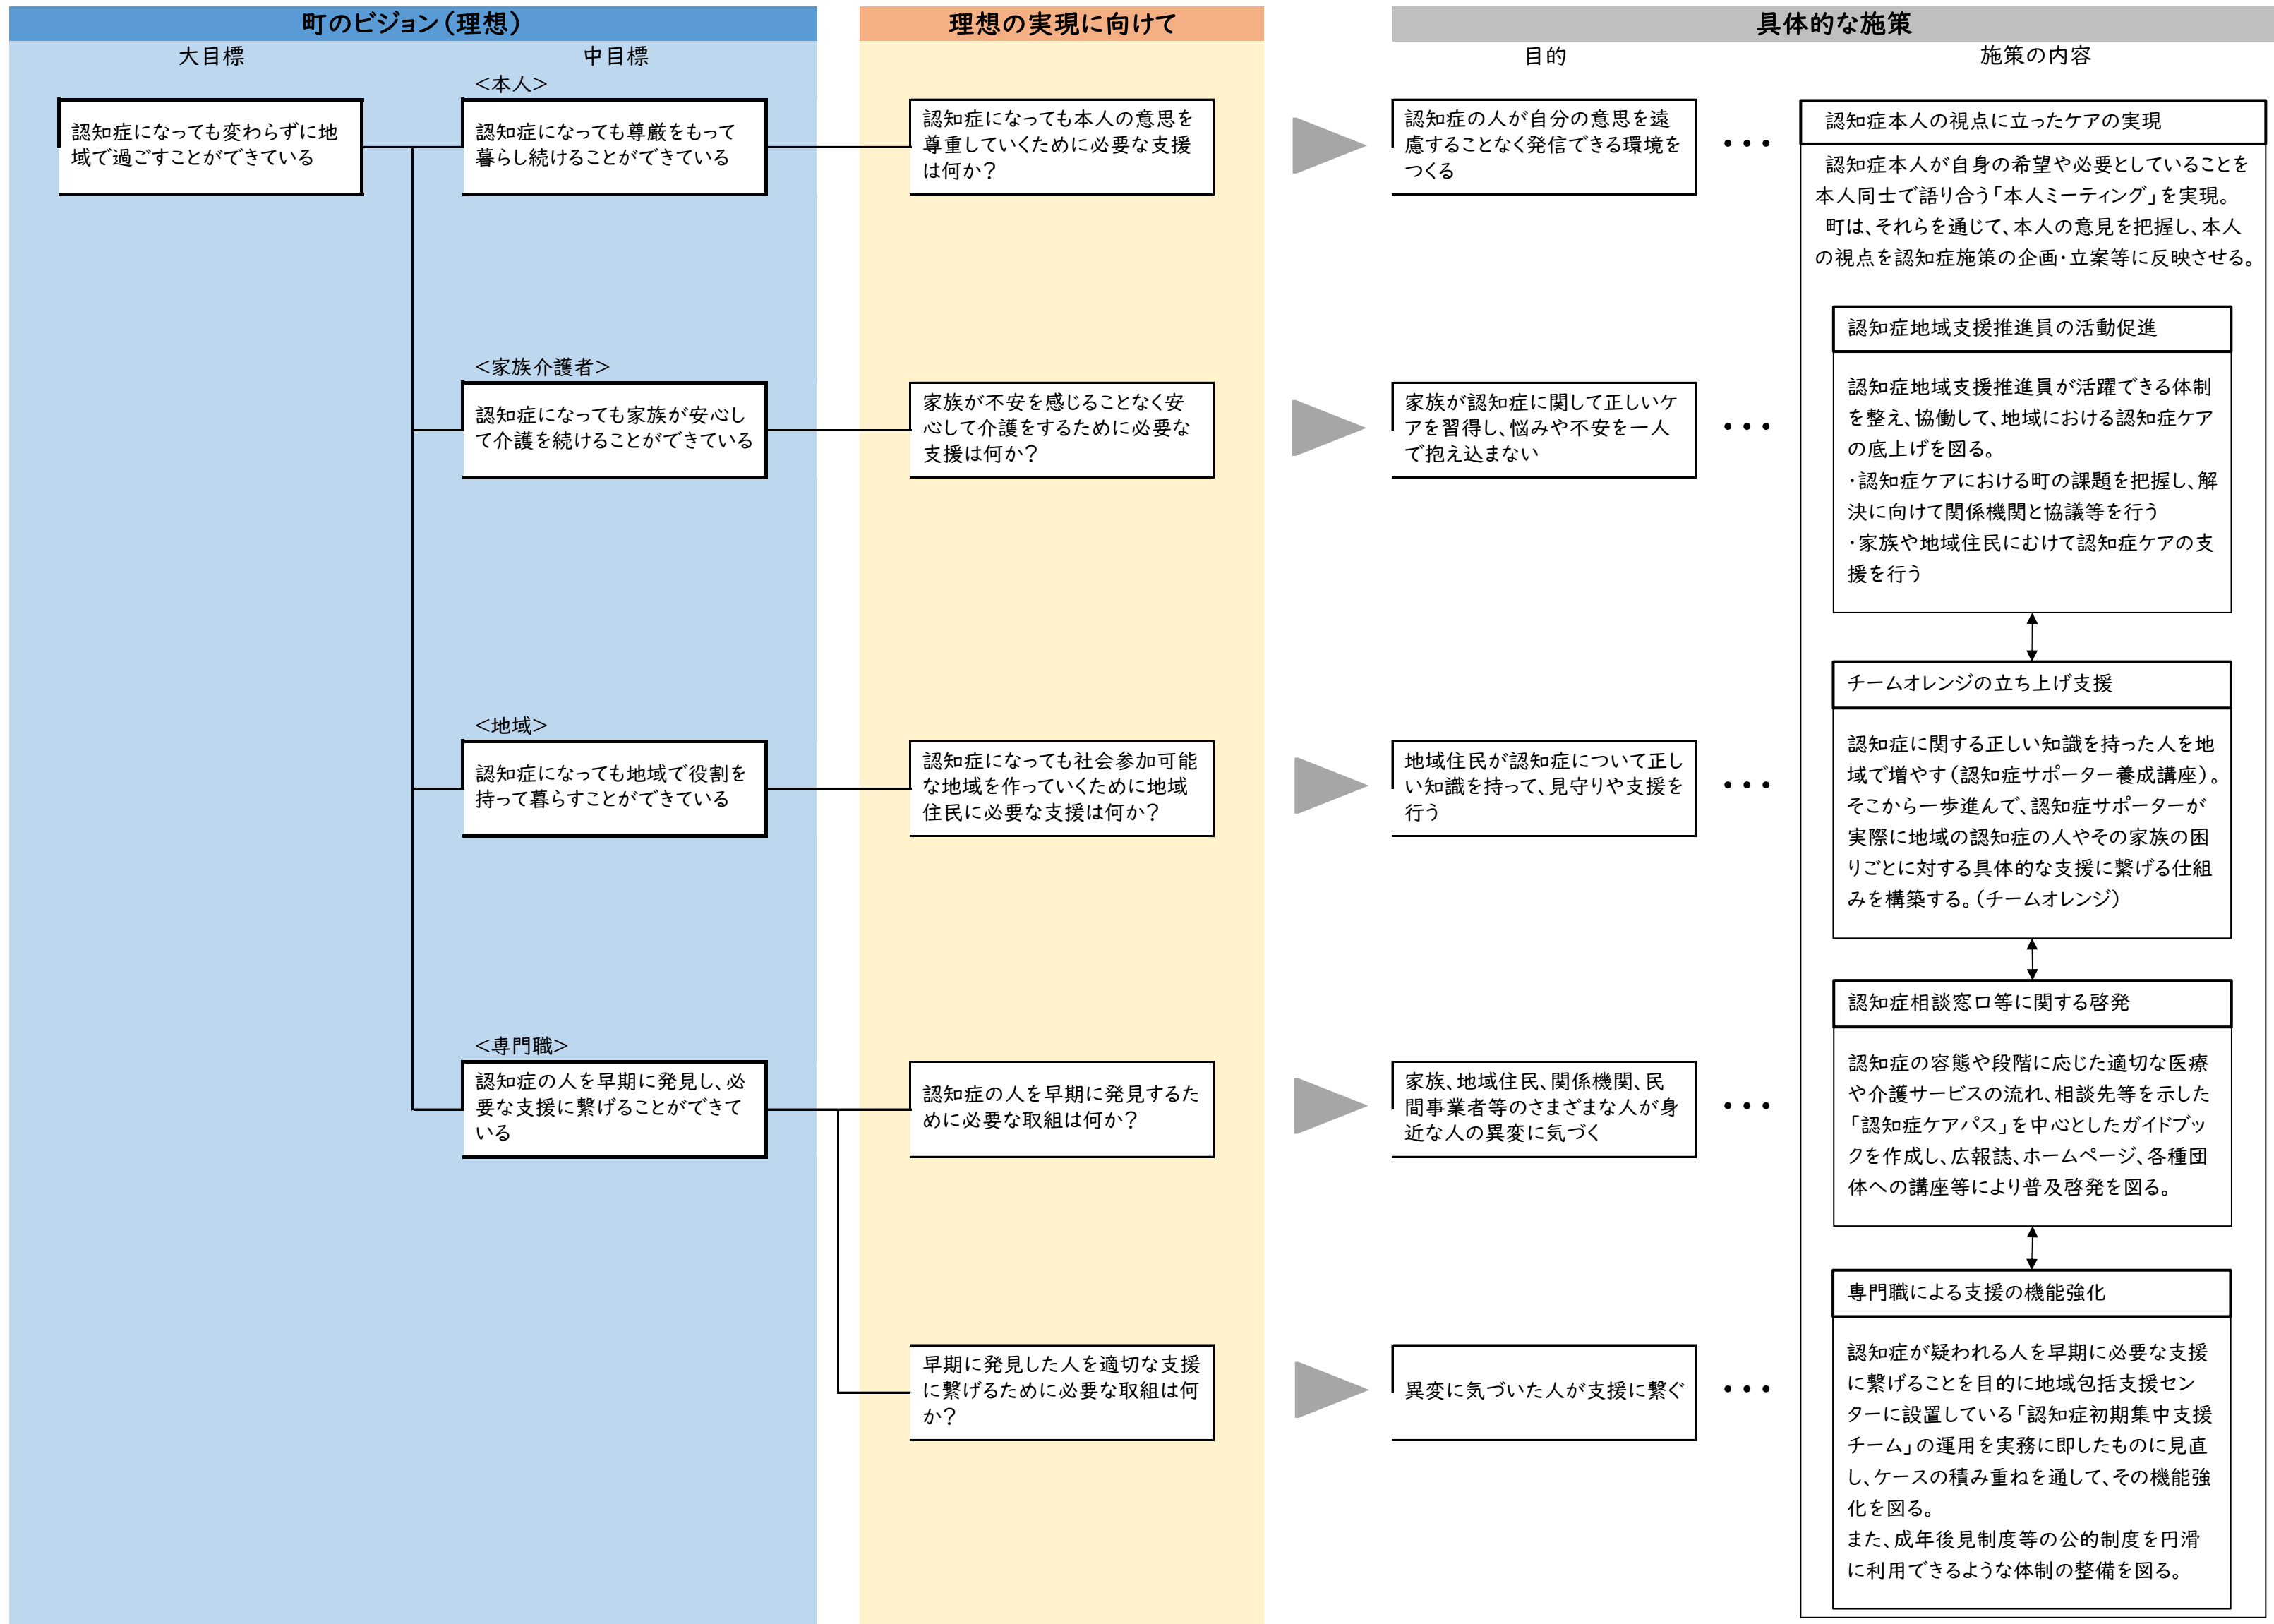 町のビジョン(理想)
大目標
中目標
<本人>
認知症になっても変わらずに地
域で過ごすことができている
認知症になっても尊厳をもって
暮らし続けることができている
<家族介護者>
認知症になっても家族が安心し
て介護を続けることができている
<地域>
認知症になっても地域で役割を
持って暮らすことができている
<専門職>
認知症の人を早期に発見し、必
要な支援に繋げることができて
いる
理想の実現に向けて
認知症になっても本人の意思を
尊重していくために必要な支援
は何か?
家族が不安を感じることなく安
心して介護をするために必要な
支援は何か?
認知症になっても社会参加可能
な地域を作っていくために地域
住民に必要な支援は何か?
認知症の人を早期に発見するた
めに必要な取組は何か?
早期に発見した人を適切な支援
に繋げるために必要な取組は何
か?
具体的な施策
目的
認知症の人が自分の意思を遠
慮することなく発信できる環境を
つくる
・・・
家族が認知症に関して正しいケ
アを習得し、悩みや不安を一人
で抱え込まない
・・・
地域住民が認知症について正し
い知識を持って、見守りや支援を
行う
・・・
家族、地域住民、関係機関、民
間事業者等のさまざまな人が身
近な人の異変に気づく
・・・
異変に気づいた人が支援に繋ぐ
・・・
施策の内容
認知症本人の視点に立ったケアの実現
認知症本人が自身の希望や必要としていることを
本人同士で語り合う「本人ミーティング」を実現。
町は、それらを通じて、本人の意見を把握し、本人
の視点を認知症施策の企画・立案等に反映させる。
認知症地域支援推進員の活動促進
認知症地域支援推進員が活躍できる体制
を整え、協働して、地域における認知症ケア
の底上げを図る。
・認知症ケアにおける町の課題を把握し、解
決に向けて関係機関と協議等を行う
・家族や地域住民にむけて認知症ケアの支
援を行う
チームオレンジの立ち上げ支援
認知症に関する正しい知識を持った人を地
域で増やす(認知症サポーター養成講座)。
そこから一歩進んで、認知症サポーターが
実際に地域の認知症の人やその家族の困
りごとに対する具体的な支援に繋げる仕組
みを構築する。(チームオレンジ)
認知症相談窓口等に関する啓発
認知症の容態や段階に応じた適切な医療
や介護サービスの流れ、相談先等を示した
「認知症ケアパス」を中心としたガイドブッ
クを作成し、広報誌、ホームページ、各種団
体への講座等により普及啓発を図る。
専門職による支援の機能強化
認知症が疑われる人を早期に必要な支援
に繋げることを目的に地域包括支援セン
ターに設置している「認知症初期集中支援
チーム」の運用を実務に即したものに見直
し、ケースの積み重ねを通して、その機能強
化を図る。
また、成年後見制度等の公的制度を円滑
に利用できるような体制の整備を図る。